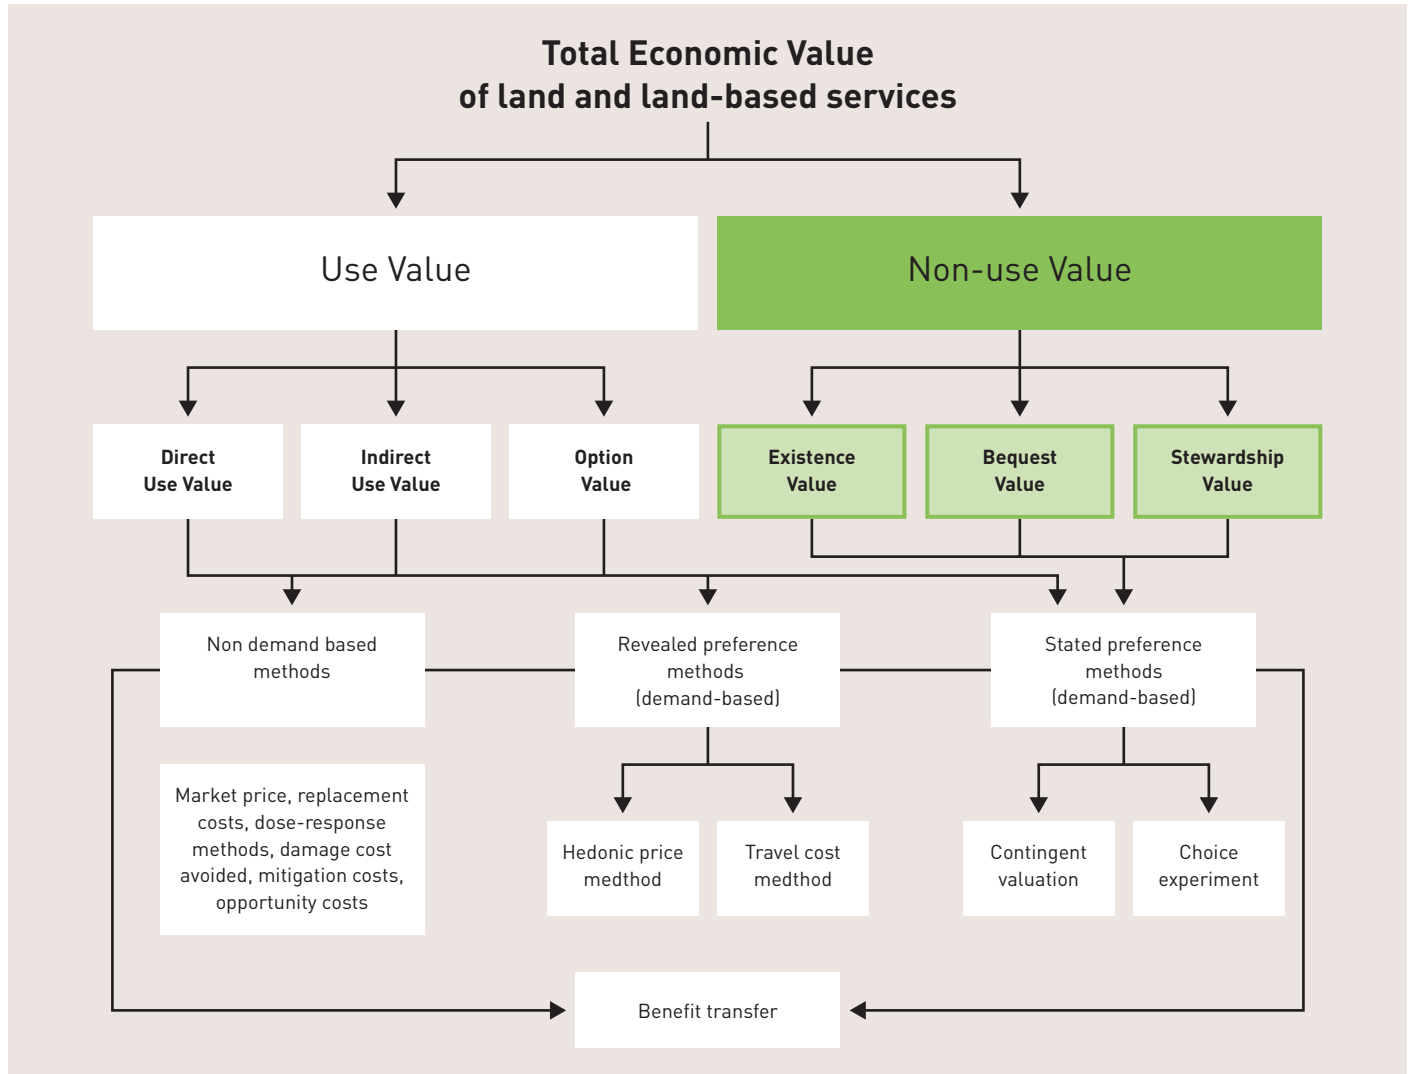 Total Economic Value
of land and land-based services
Use Value
Non-use Value
Direct
Use Value
Indirect
Use Value
Option
Value
Existence
Value
Bequest
Value
Stewardship
Value
Non demand based
methods
Revealed preference
methods
(demand-based)
Stated preference
methods
(demand-based)
Market price, replacement
costs, dose-response
methods, damage cost
avoided, mitigation costs,
opportunity costs
Hedonic price
medthod
Travel cost
medthod
Contingent
valuation
Choice
experiment
Benefit transfer